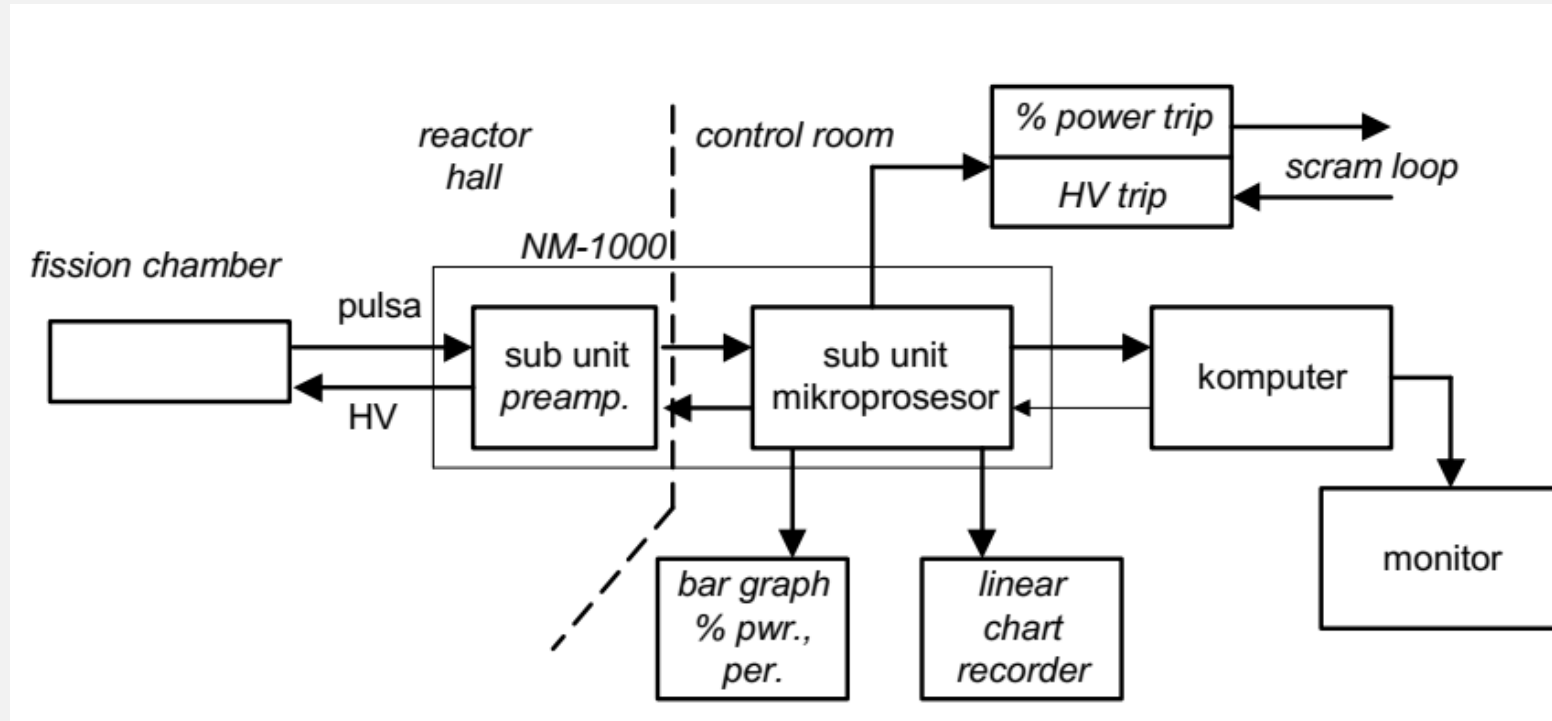 % power trip
HV trip
scram loop
reactor
hall
control room
NM-1000
fission chamber
pulsa
HV
sub unit
preamp.
sub unit
mikroprosesor
komputer
monitor
bar graph
% pwr.,
per.
linear
chart
recorder